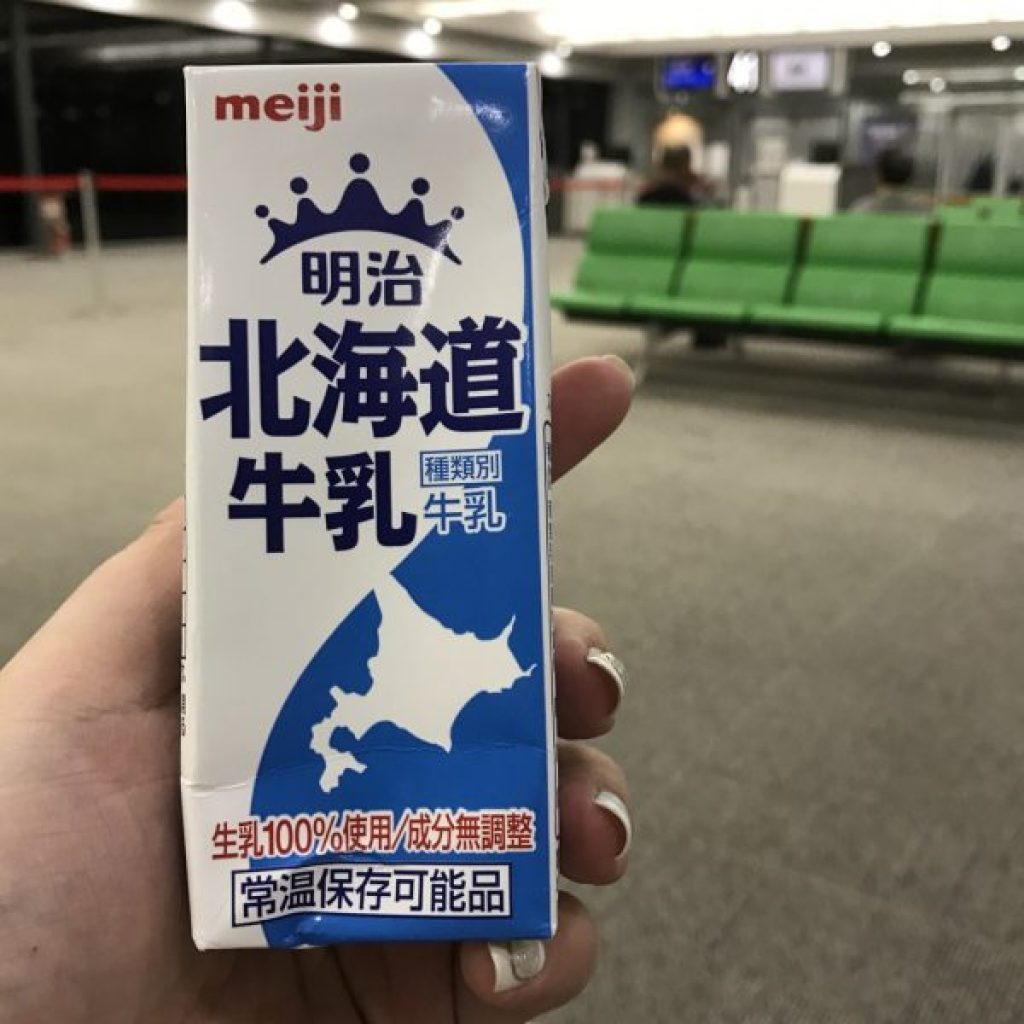 meiji
明治
北海道
牛乳
種類別
牛乳
生乳100%使用/成分無調整
常温保存可能品